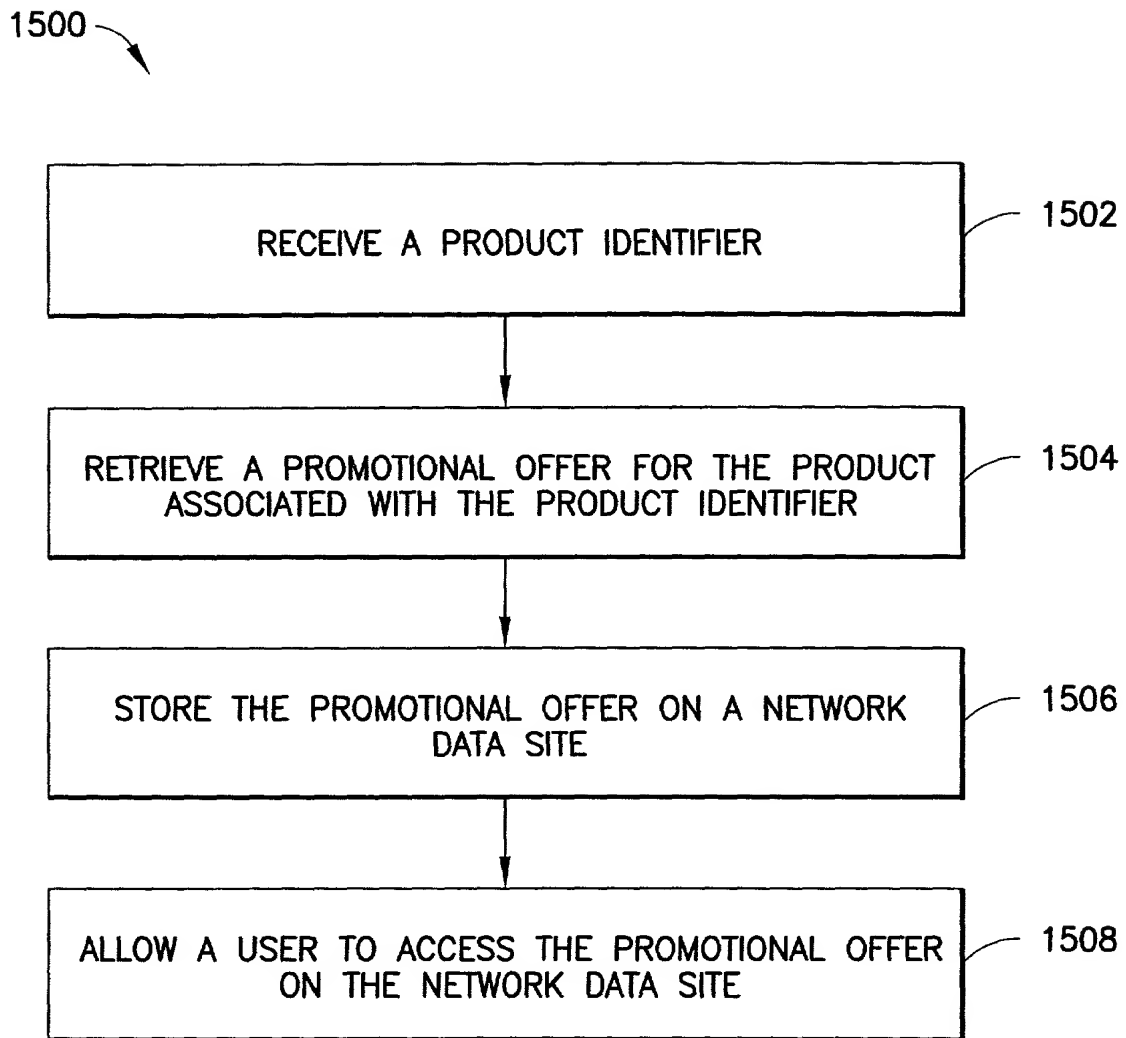 1500
RECEIVE A PRODUCT IDENTIFIER
1502
RETRIEVE A PROMOTIONAL OFFER FOR THE PRODUCT
ASSOCIATED WITH THE PRODUCT IDENTIFIER
1504
STORE THE PROMOTIONAL OFFER ON A NETWORK
DATA SITE
1506
ALLOW A USER TO ACCESS THE PROMOTIONAL OFFER
ON THE NETWORK DATA SITE
1508